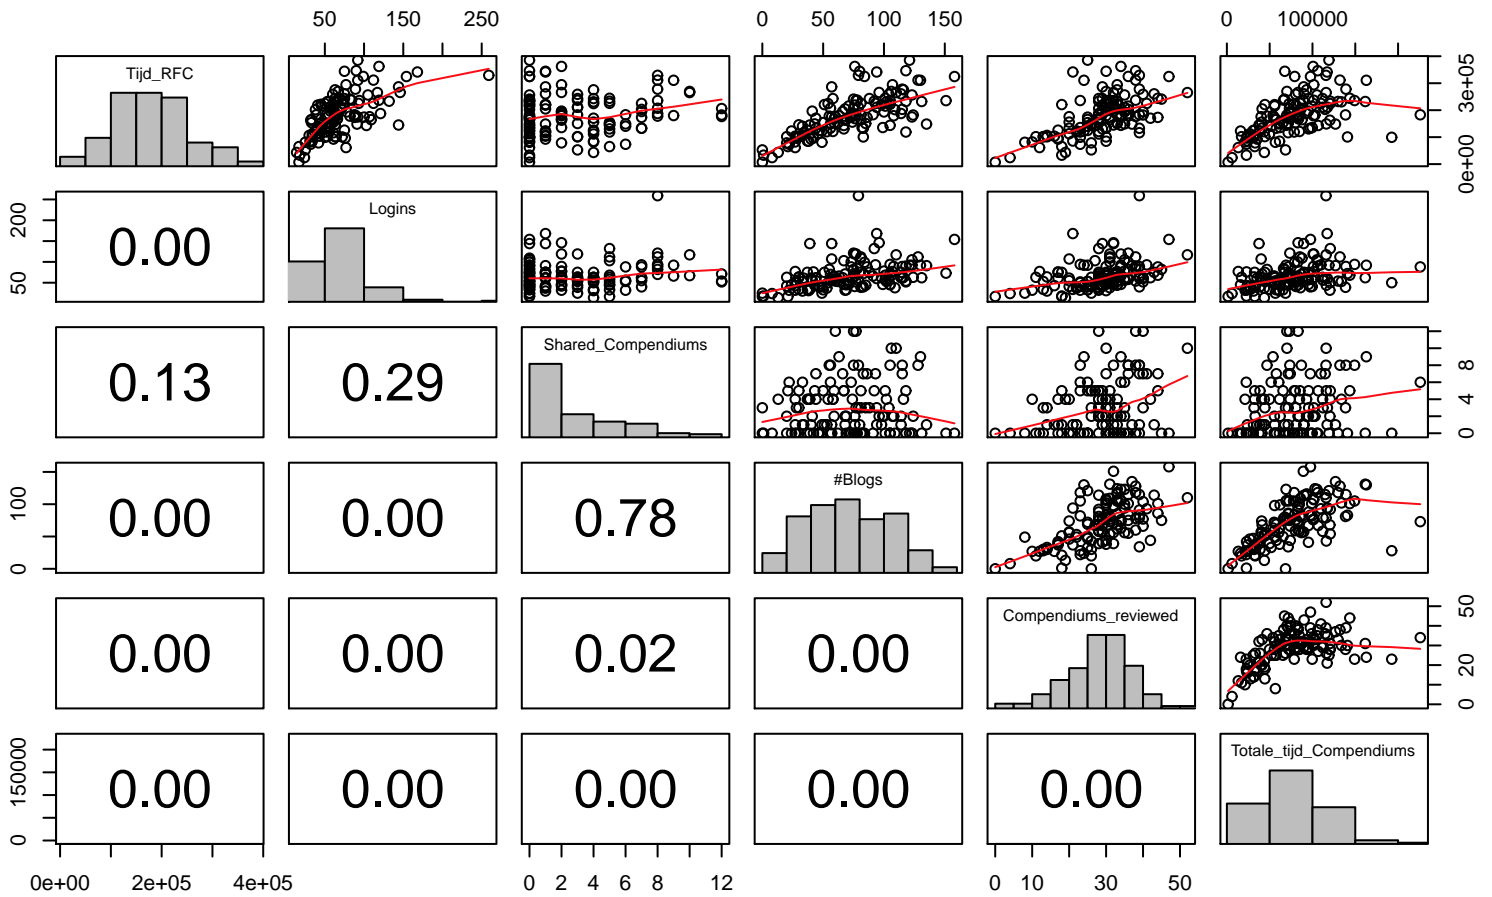 50 150 250
0 50 100 150
0 100000
Tijd_RFC
0e+00 3e+05
50 200
0.00
Logins
0.13
0.29
Shared_Compendiums
0 4 8
0 100
0.00
0.00
0.78
#Blogs
0.00
0.00
0.02
0.00
Compendiums_reviewed
0 20 50
0 150000
0.00
0.00
0.00
0.00
0.00
Totale_tijd_Compendiums
0e+00 2e+05 4e+05
0 2 4 6 8 12
0 10 30 50